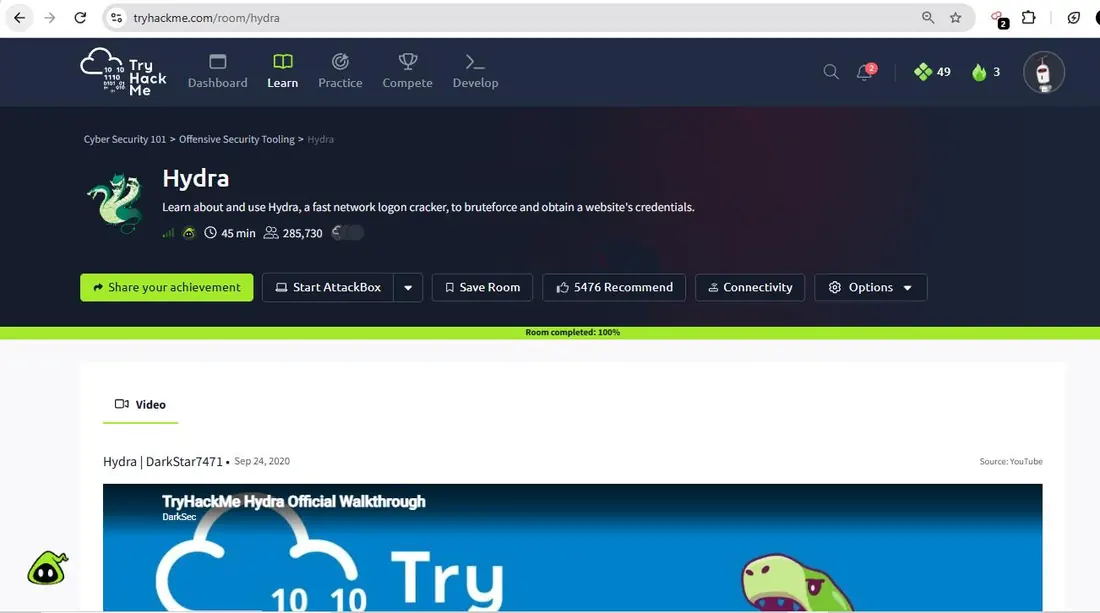 tryhackme.com/room/hydra
2
Try
Hack
Me
10 10
1110
Dashboard
Learn
Practice
Compete
Develop
2
49
3
Cyber Security 101 > Offensive Security Tooling > Hydra
Hydra
Learn about and use Hydra, a fast network logon cracker, to bruteforce and obtain a website's credentials.
45 min
285,730
Share your achievement
Start AttackBox
Save Room
5476 Recommend
Connectivity
Options
Room completed: 100%
Video
Hydra | DarkStar7471 • Sep 24, 2020
Source: YouTube
TryHackMe Hydra Official Walkthrough
DarkSec
Try
10 10